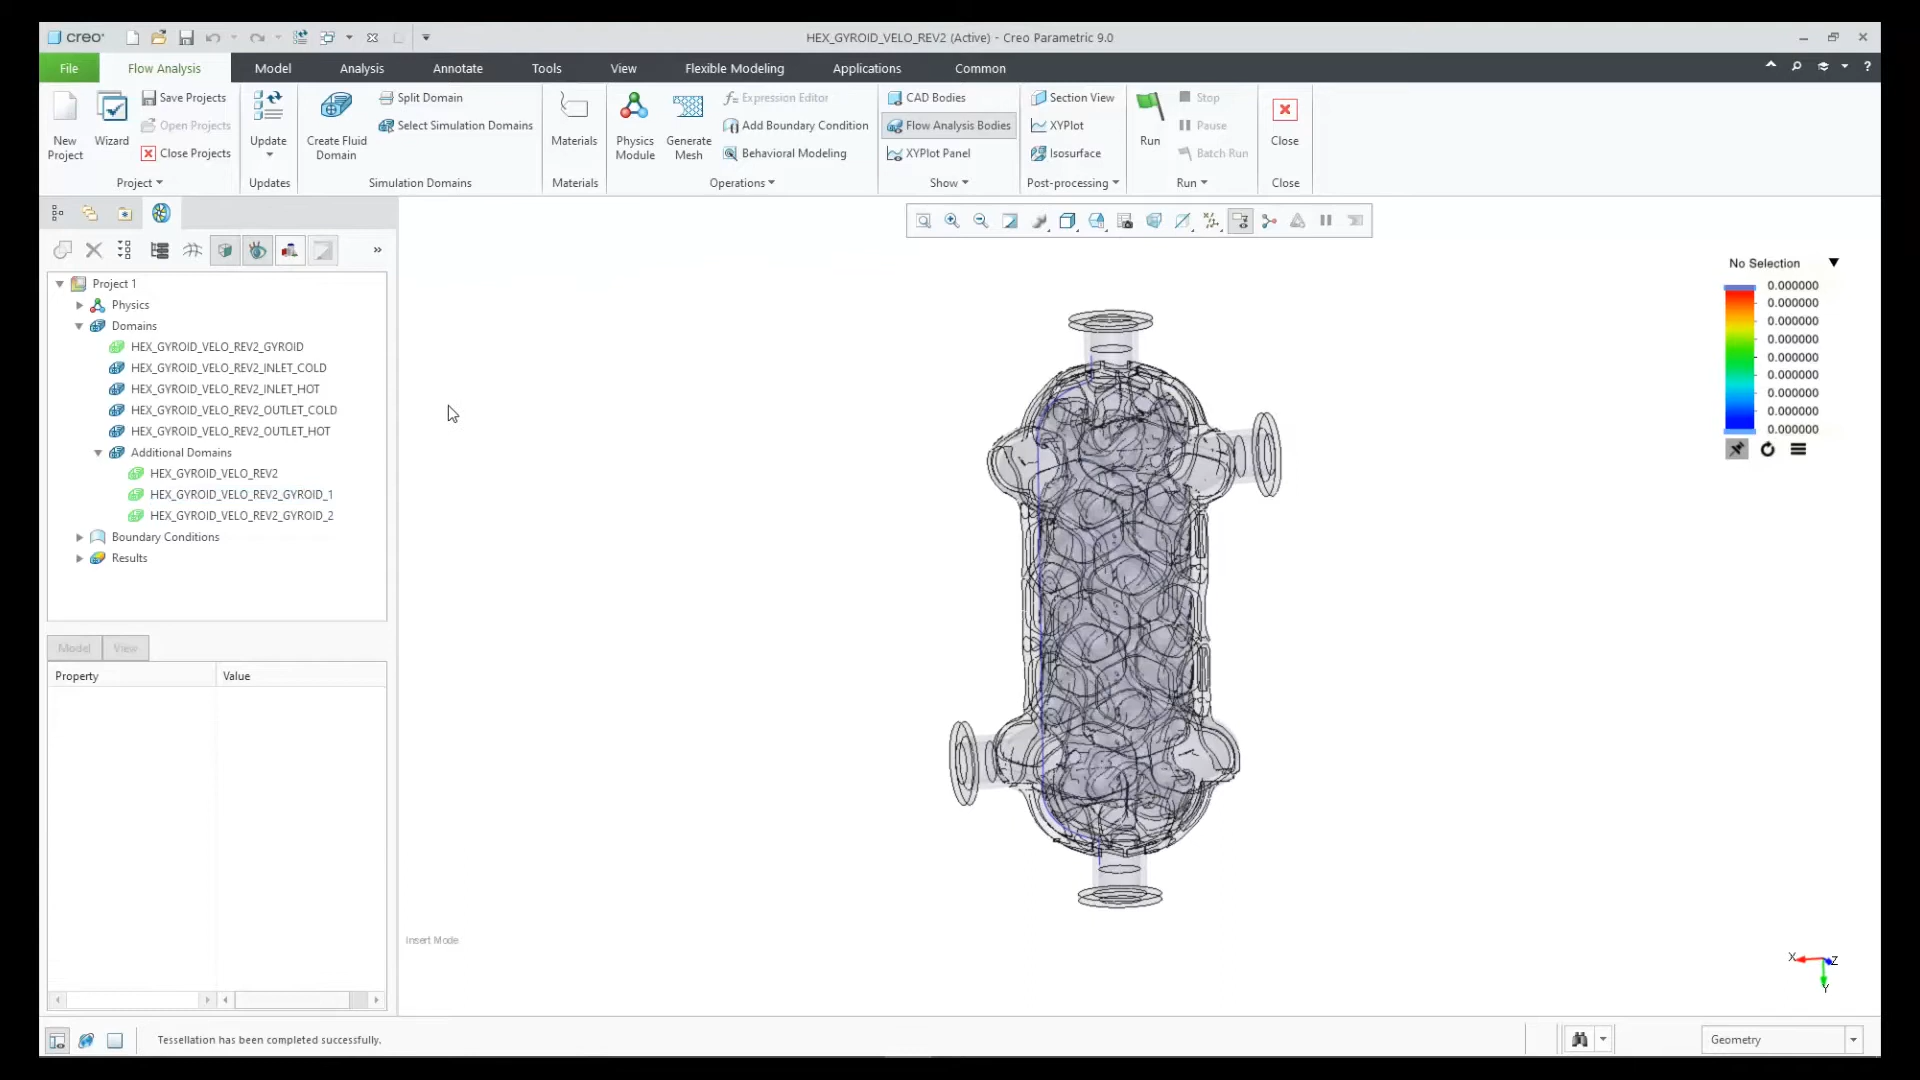 creo
HEX_GYROID_VELO_REV2 (Active) - Creo Parametric 9.0
File
Flow Analysis
Model
Analysis
Annotate
Tools
View
Flexible Modeling
Applications
Common
New Project
Wizard
Save Projects
Open Projects
Close Projects
Project
Update
Updates
Create Fluid Domain
Split Domain
Select Simulation Domains
Simulation Domains
Materials
Materials
Physics Module
Generate Mesh
Expression Editor
Add Boundary Condition
Behavioral Modeling
Operations
CAD Bodies
Flow Analysis Bodies
XYPlot Panel
Show
Section View
XYPlot
Isosurface
Post-processing
Run
Stop
Pause
Batch Run
Run
Close
Close
Project 1
Physics
Domains
HEX_GYROID_VELO_REV2_GYROID
HEX_GYROID_VELO_REV2_INLET_COLD
HEX_GYROID_VELO_REV2_INLET_HOT
HEX_GYROID_VELO_REV2_OUTLET_COLD
HEX_GYROID_VELO_REV2_OUTLET_HOT
Additional Domains
HEX_GYROID_VELO_REV2
HEX_GYROID_VELO_REV2_GYROID_1
HEX_GYROID_VELO_REV2_GYROID_2
Boundary Conditions
Results
Model
View
Property
Value
No Selection
0.000000
0.000000
0.000000
0.000000
0.000000
0.000000
0.000000
0.000000
0.000000
Insert Mode
X
Z
Y
Tessellation has been completed successfully.
Geometry